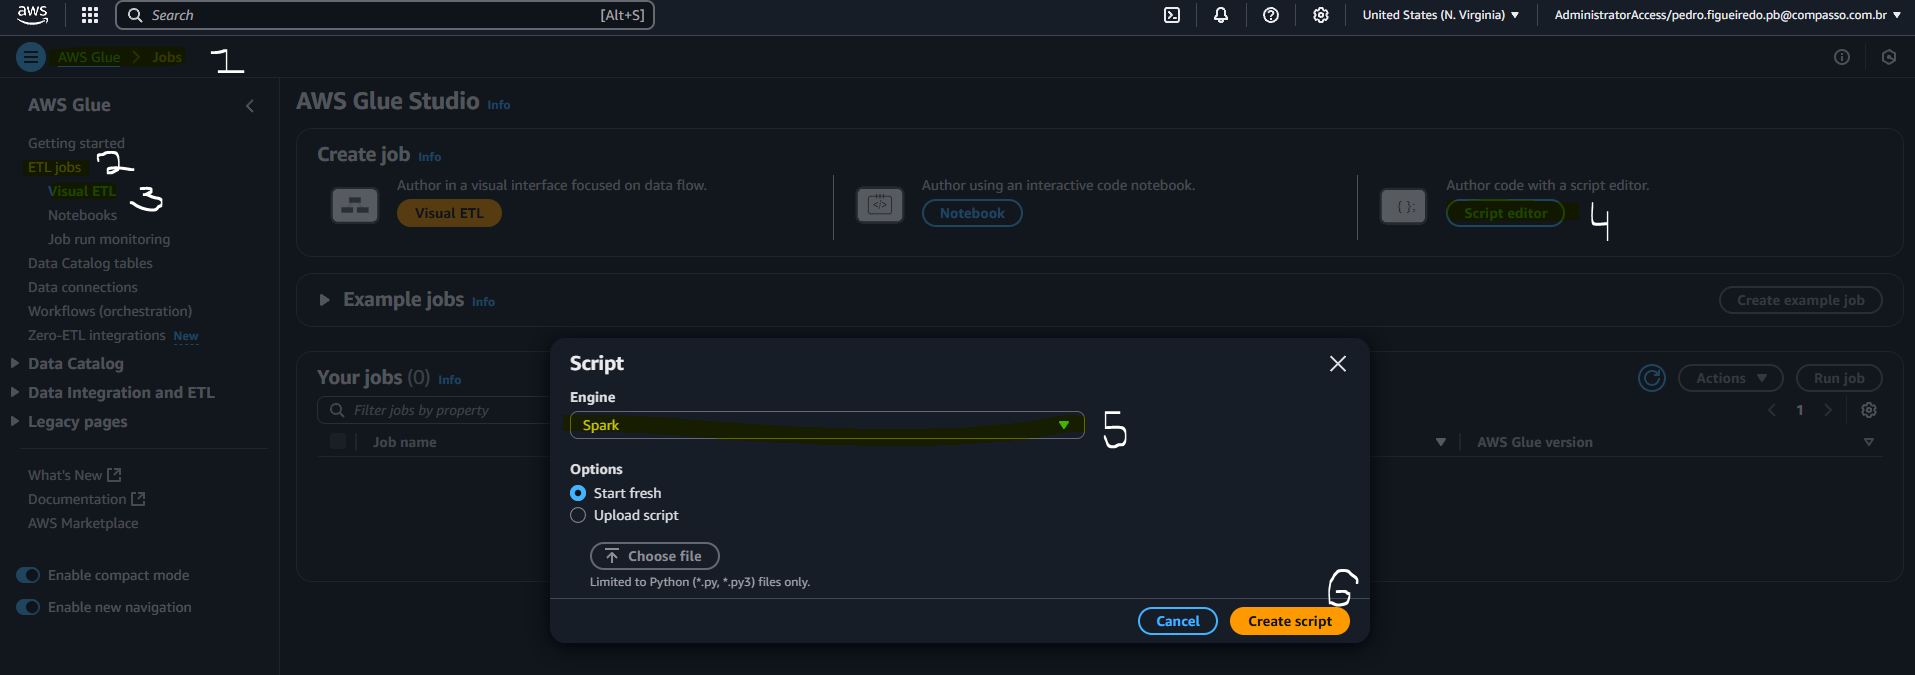 aws Search [Alt+S] United States (N. Virginia) AdministratorAccess/pedro.figueiredo.pb@compasso.com.br
AWS Glue > Jobs 1
AWS Glue
Getting started
ETL jobs 2
Visual ETL 3
Notebooks
Job run monitoring
Data Catalog tables
Data connections
Workflows (orchestration)
Zero-ETL integrations New
Data Catalog
Data Integration and ETL
Legacy pages
What's New
Documentation
AWS Marketplace
Enable compact mode
Enable new navigation
AWS Glue Studio Info
Create job Info
Author in a visual interface focused on data flow.
Visual ETL
Author using an interactive code notebook.
</>
Notebook
Author code with a script editor.
{ };
Script editor 4
Example jobs Info Create example job
Your jobs (0) Info Actions Run job
Filter jobs by property 1
Job name AWS Glue version
Script
Engine
Spark 5
Options
Start fresh
Upload script
Choose file
Limited to Python (*.py, *.py3) files only.
6
Cancel Create script